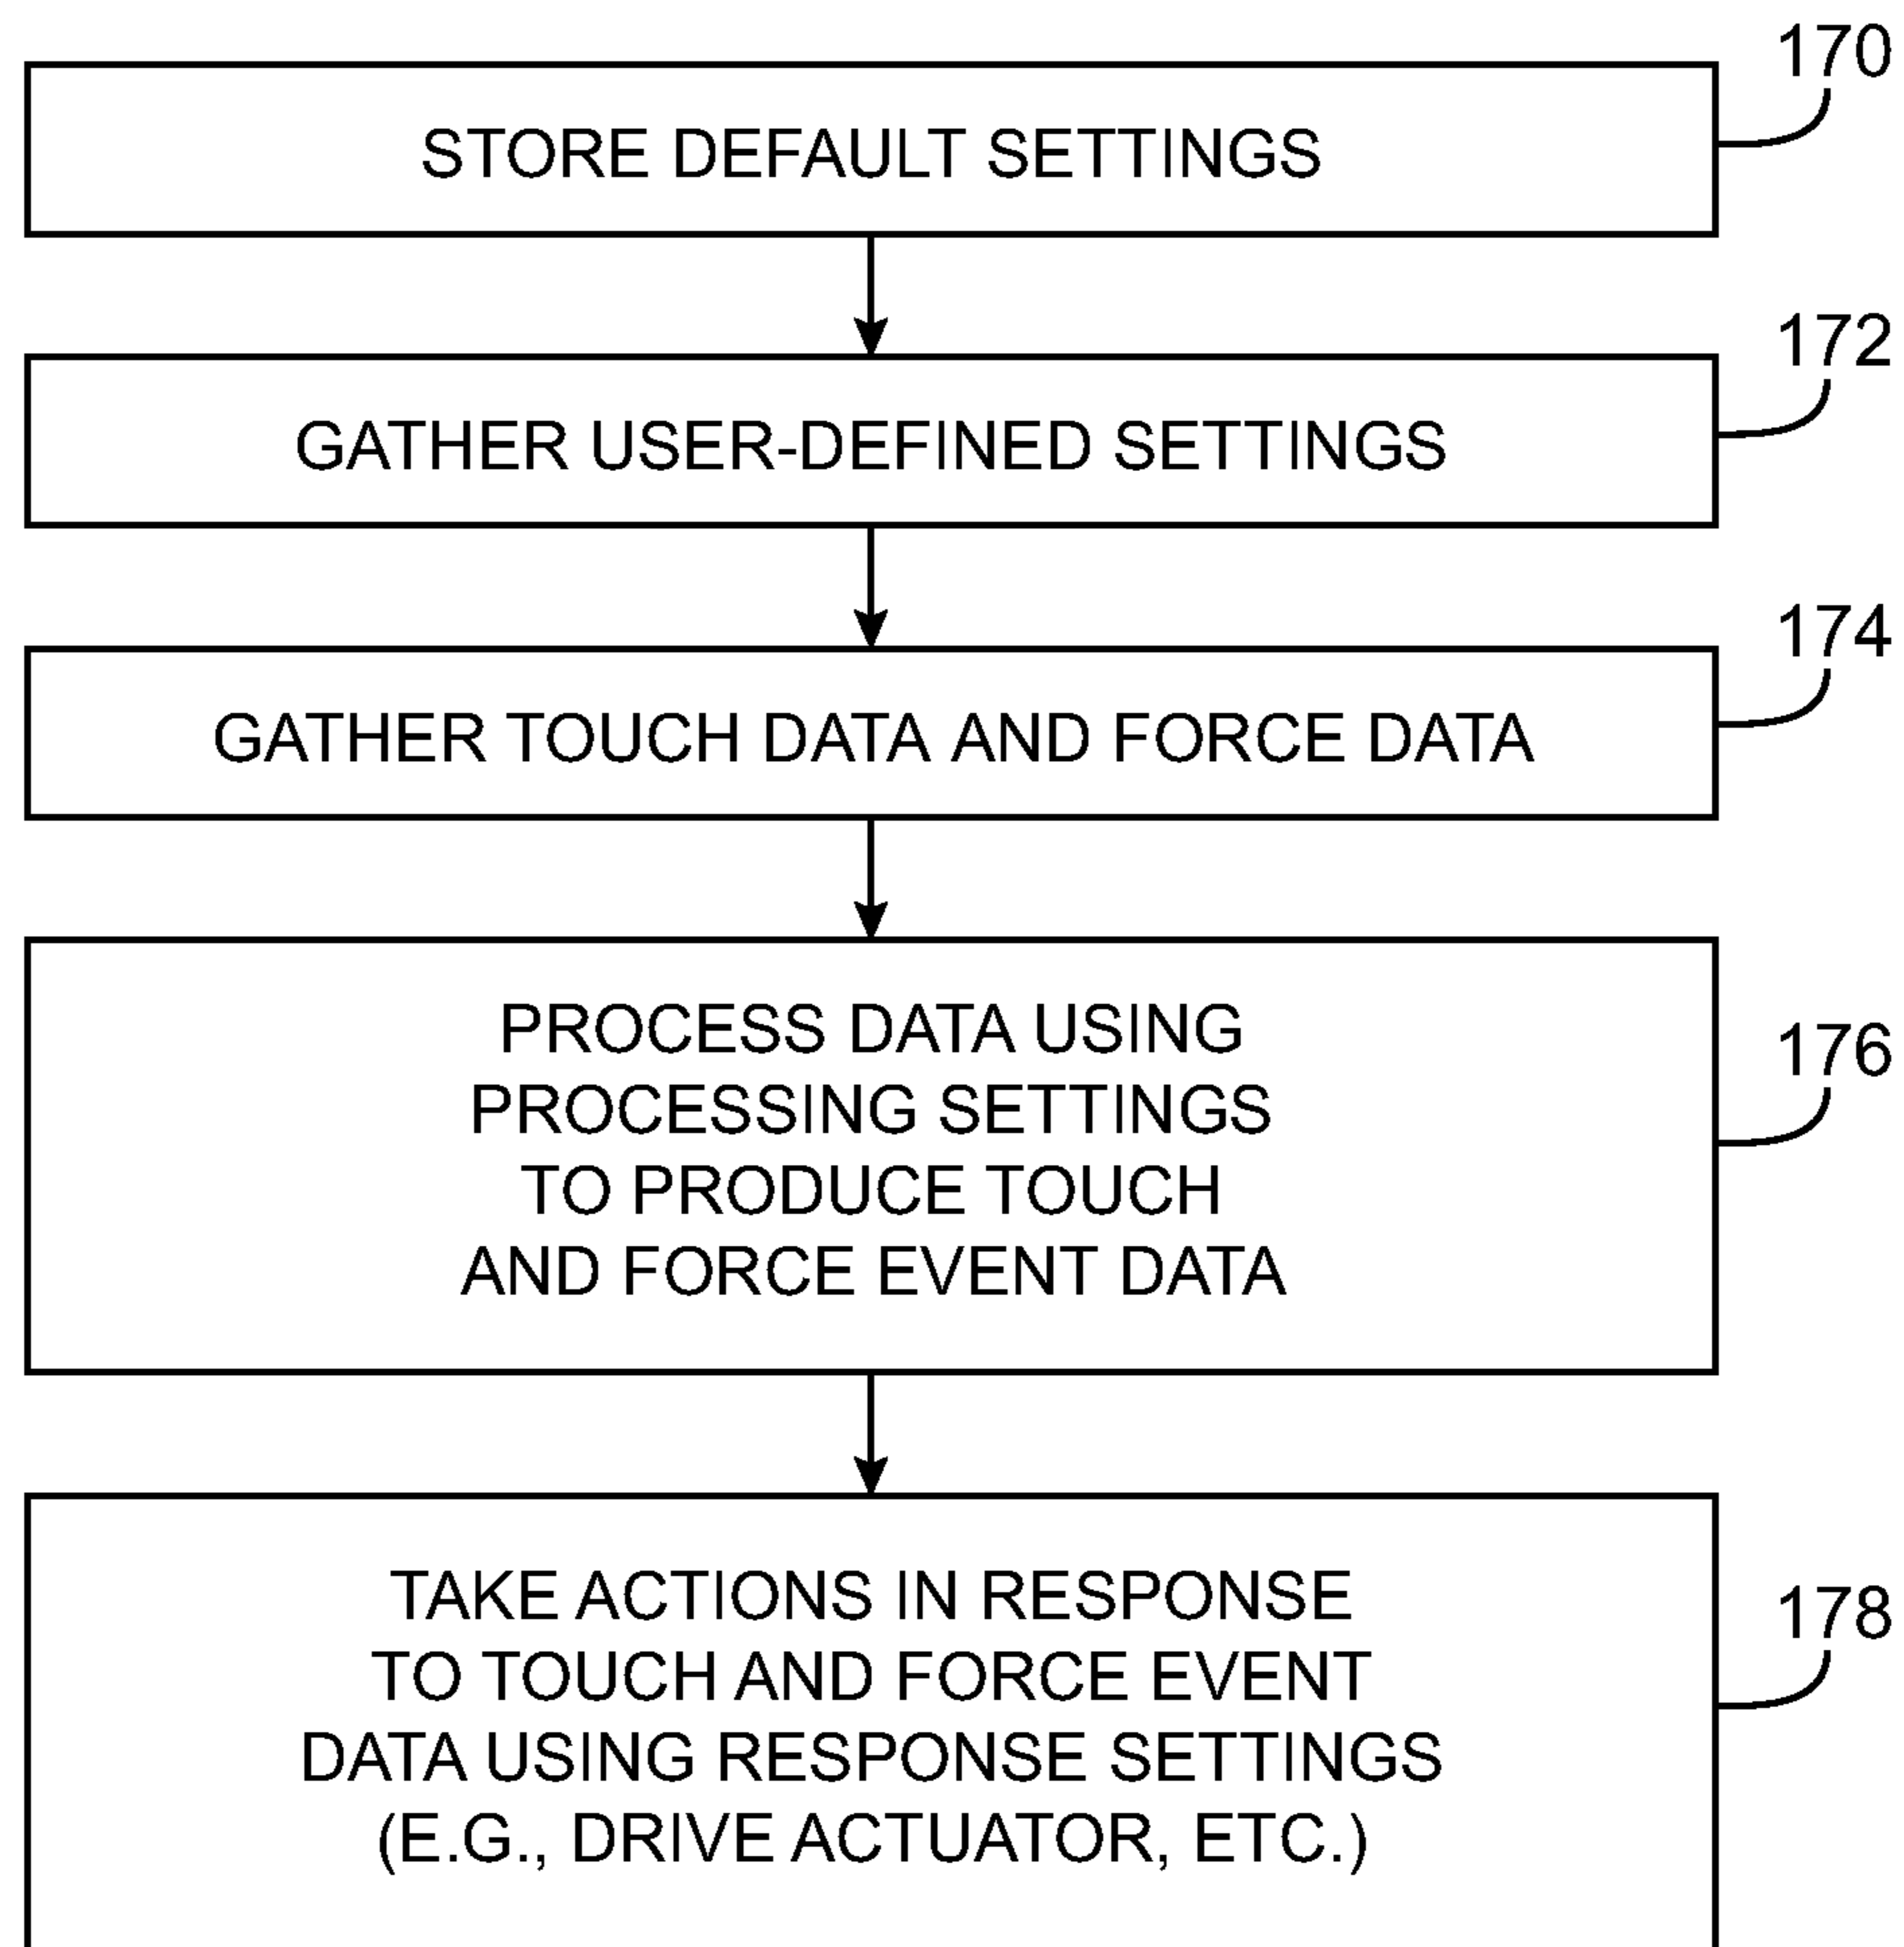 170
STORE DEFAULT SETTINGS
172
GATHER USER-DEFINED SETTINGS
174
GATHER TOUCH DATA AND FORCE DATA
176
PROCESS DATA USING
PROCESSING SETTINGS
TO PRODUCE TOUCH
AND FORCE EVENT DATA
178
TAKE ACTIONS IN RESPONSE
TO TOUCH AND FORCE EVENT
DATA USING RESPONSE SETTINGS
(E.G., DRIVE ACTUATOR, ETC.)